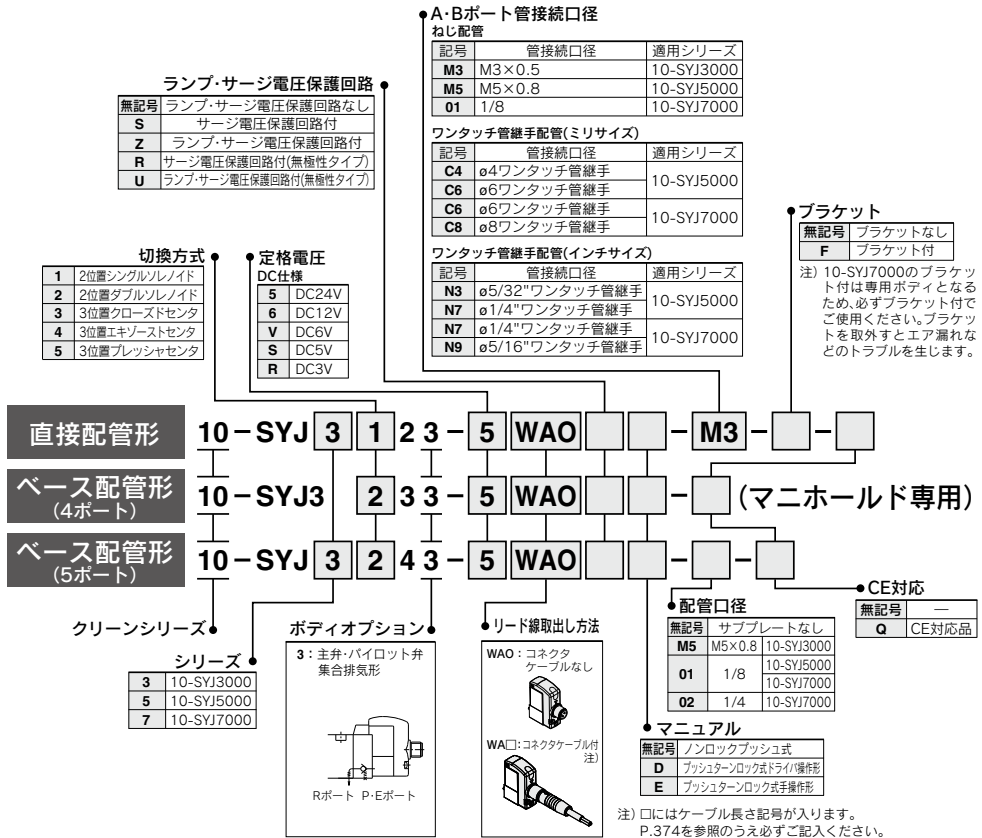 A・Bポート管接続口径
ねじ配管
記号 管接続口径 適用シリーズ
M3 M3×0.5 10-SYJ3000
M5 M5×0.8 10-SYJ5000
01 1/8 10-SYJ7000
ワンタッチ管継手配管(ミリサイズ)
記号 管接続口径 適用シリーズ
C4 ø4ワンタッチ管継手 10-SYJ5000
C6 ø6ワンタッチ管継手
C6 ø6ワンタッチ管継手 10-SYJ7000
C8 ø8ワンタッチ管継手
ワンタッチ管継手配管(インチサイズ)
記号 管接続口径 適用シリーズ
N3 ø5/32"ワンタッチ管継手 10-SYJ5000
N7 ø1/4"ワンタッチ管継手
N7 ø1/4"ワンタッチ管継手 10-SYJ7000
N9 ø5/16"ワンタッチ管継手
ランプ・サージ電圧保護回路
無記号 ランプ・サージ電圧保護回路なし
S サージ電圧保護回路付
Z ランプ・サージ電圧保護回路付
R サージ電圧保護回路付(無極性タイプ)
U ランプ・サージ電圧保護回路付(無極性タイプ)
切換方式
1 2位置シングルソレノイド
2 2位置ダブルソレノイド
3 3位置クローズドセンタ
4 3位置エキゾーストセンタ
5 3位置プレッシャセンタ
定格電圧
DC仕様
5 DC24V
6 DC12V
V DC6V
S DC5V
R DC3V
ブラケット
無記号 ブラケットなし
F ブラケット付
注) 10-SYJ7000のブラケッ
ト付は専用ボディとなる
ため、必ずブラケット付で
ご使用ください。ブラケッ
トを取外すとエア漏れな
どのトラブルを生じます。
直接配管形 10-SYJ 3 1 2 3-5 WAO - M3 - -
ベース配管形 10-SYJ3 2 3 3-5 WAO - (マニホールド専用)
(4ポート)
ベース配管形 10-SYJ 3 2 4 3-5 WAO - -
(5ポート)
クリーンシリーズ
シリーズ
3 10-SYJ3000
5 10-SYJ5000
7 10-SYJ7000
ボディオプション
3:主弁・パイロット弁
集合排気形
Rポート P・Eポート
リード線取出し方法
WAO:コネクタ
ケーブルなし
WA□:コネクタケーブル付
注)
配管口径
無記号 サブプレートなし
M5 M5×0.8 10-SYJ3000
01 1/8 10-SYJ5000
10-SYJ7000
02 1/4 10-SYJ7000
CE対応
無記号 —
Q CE対応品
マニュアル
無記号 ノンロックプッシュ式
D プッシュターンロック式ドライバ操作形
E プッシュターンロック式手操作形
注) □にはケーブル長さ記号が入ります。
P.374を参照のうえ必ずご記入ください。